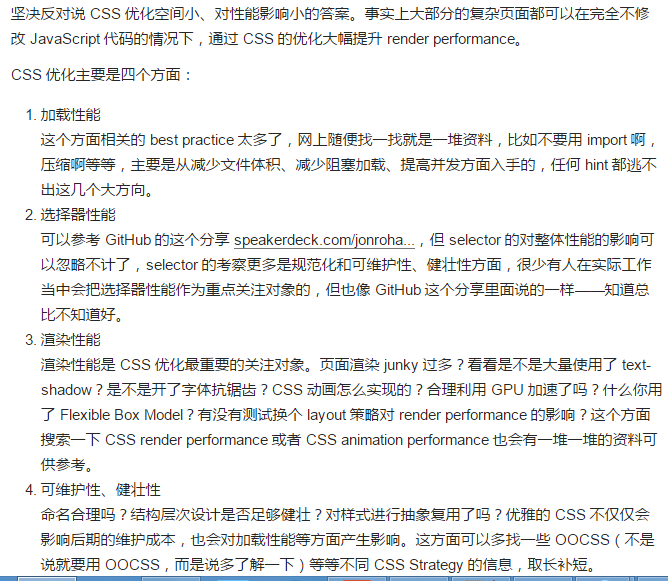 坚决反对说 CSS 优化空间小、对性能影响小的答案。事实上大部分的复杂页面都可以在完全不修
改 JavaScript 代码的情况下，通过 CSS 的优化大幅提升 render performance。
CSS 优化主要是四个方面：
1. 加载性能
这个方面相关的 best practice 太多了，网上随便找一找就是一堆资料，比如不要用 import 啊，
压缩啊等等，主要是从减少文件体积、减少阻塞加载、提高并发方面入手的，任何 hint 都逃不
出这几个大方向。
2. 选择器性能
可以参考 GitHub 的这个分享 speakerdeck.com/jonroha...，但 selector 的对整体性能的影响可
以忽略不计了，selector 的考察更多是规范化和可维护性、健壮性方面，很少有人在实际工作
当中会把选择器性能作为重点关注对象的，但也像 GitHub 这个分享里面说的一样——知道总
比不知道好。
3. 渲染性能
渲染性能是 CSS 优化最重要的关注对象。页面渲染 junky 过多？看看是不是大量使用了 text-
shadow？是不是开了字体抗锯齿？CSS 动画怎么实现的？合理利用 GPU 加速了吗？什么你用
了 Flexible Box Model？有没有测试换个 layout 策略对 render performance 的影响？这个方面
搜索一下 CSS render performance 或者 CSS animation performance 也会有一堆一堆的资料可
供参考。
4. 可维护性、健壮性
命名合理吗？结构层次设计是否足够健壮？对样式进行抽象复用了吗？优雅的 CSS 不仅仅会
影响后期的维护成本，也会对加载性能等方面产生影响。这方面可以多找一些 OOCSS（不是
说就要用 OOCSS，而是说多了解一下）等等不同 CSS Strategy 的信息，取长补短。